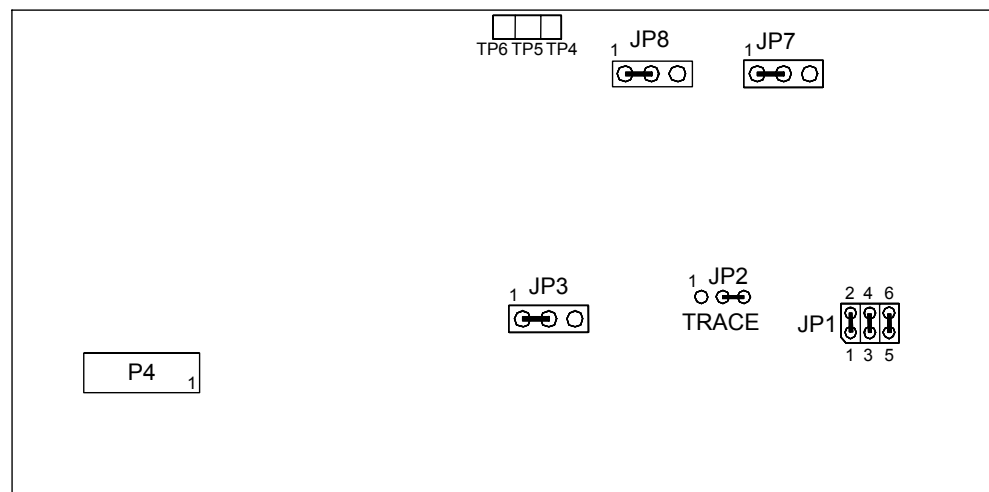 TP6 TP5 TP4
1 JP8
1 JP7
1 JP3
1 JP2
TRACE
2 4 6
JP1
1 3 5
P4 1